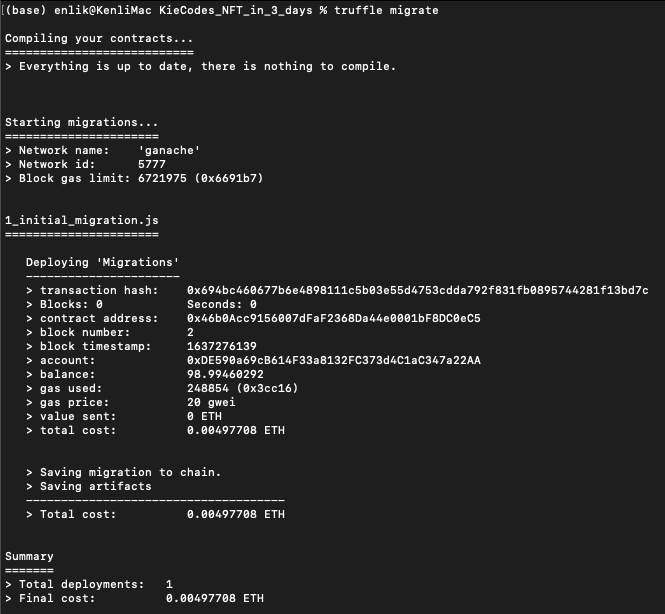 (base) enlik@KenliMac KieCodes_NFT_in_3_days % truffle migrate
Compiling your contracts...
===========================
> Everything is up to date, there is nothing to compile.
Starting migrations...
======================
> Network name:    'ganache'
> Network id:      5777
> Block gas limit: 6721975 (0x6691b7)
1_initial_migration.js
======================
   Deploying 'Migrations'
   ----------------------
   > transaction hash:    0x694bc460677b6e4898111c5b03e55d4753cdda792f831fb0895744281f13bd7c
   > Blocks: 0            Seconds: 0
   > contract address:    0x46b0Acc9156007dFaF2368Da44e0001bF8DC0eC5
   > block number:        2
   > block timestamp:     1637276139
   > account:             0xDE590a69cB614F33a8132FC373d4C1aC347a22AA
   > balance:             98.99460292
   > gas used:            248854 (0x3cc16)
   > gas price:           20 gwei
   > value sent:          0 ETH
   > total cost:          0.00497708 ETH
   > Saving migration to chain.
   > Saving artifacts
   -------------------------------------
   > Total cost:          0.00497708 ETH
Summary
=======
> Total deployments:   1
> Final cost:          0.00497708 ETH